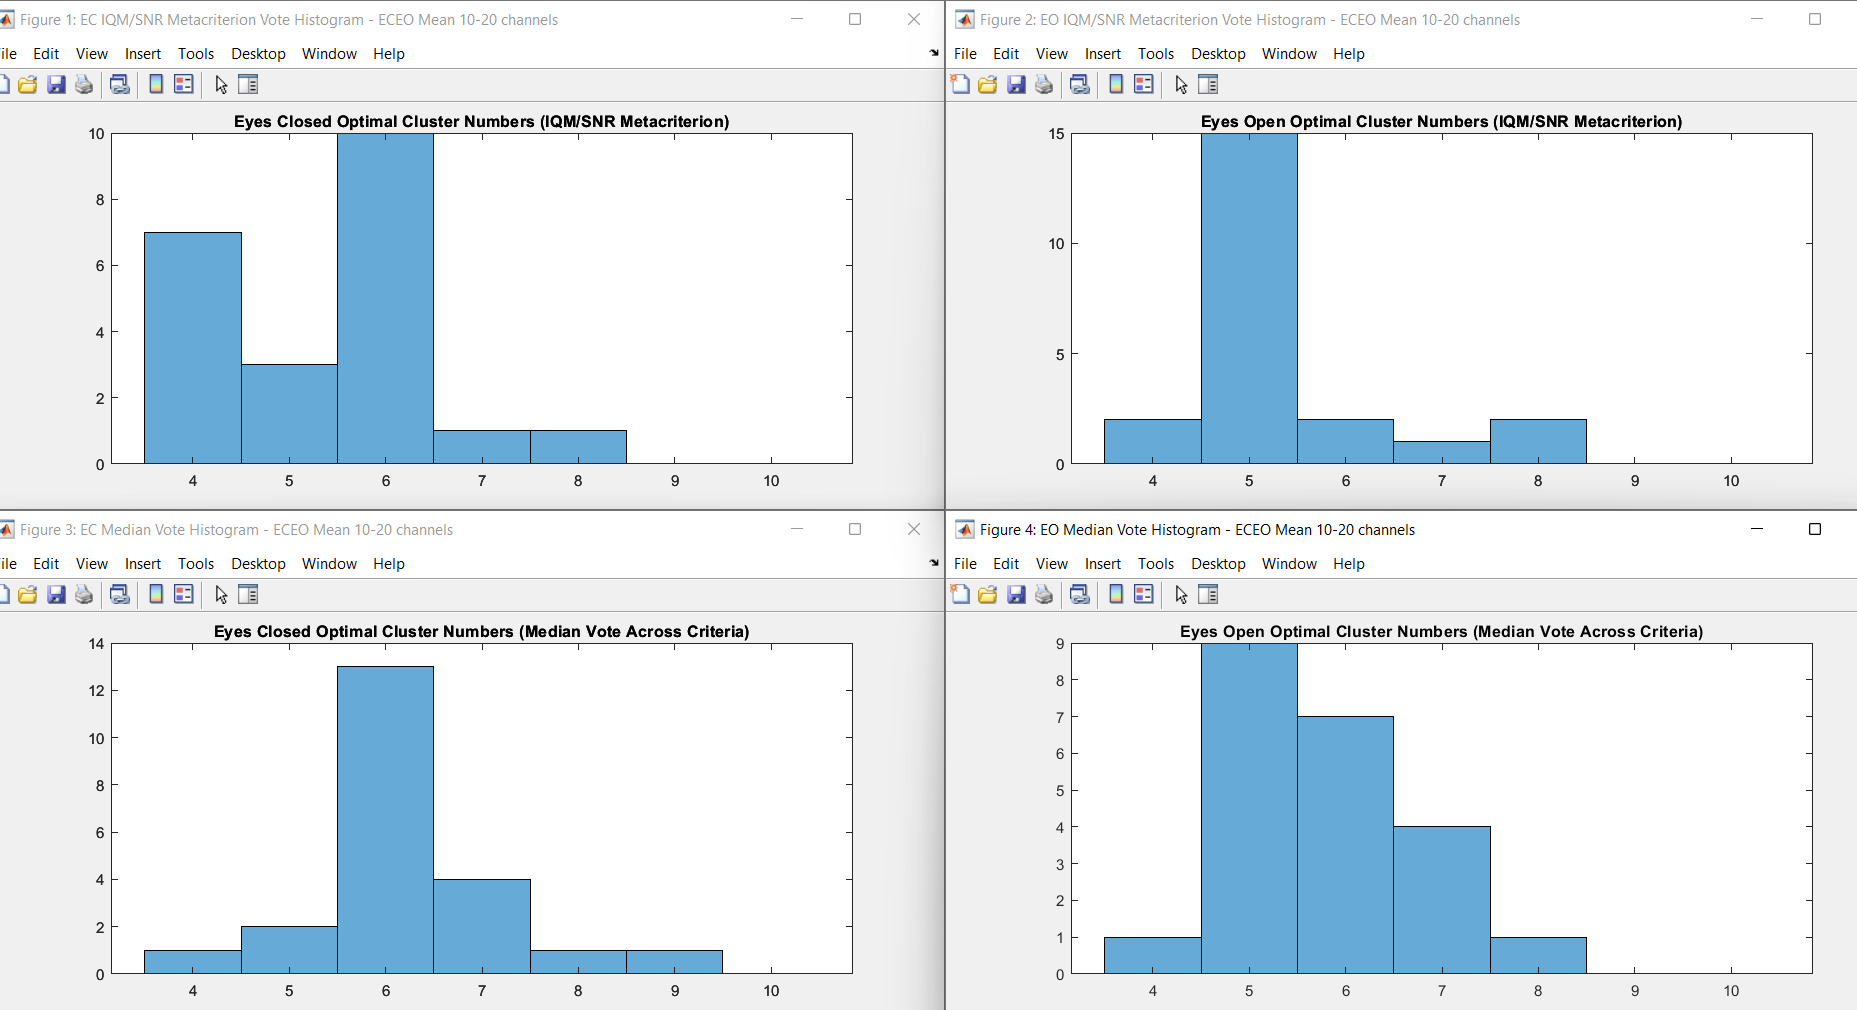 Figure 1: EC IQM/SNR Metacriterion Vote Histogram - ECEO Mean 10-20 channels
ile Edit View Insert Tools Desktop Window Help
Eyes Closed Optimal Cluster Numbers (IQM/SNR Metacriterion)
10
8
6
4
2
0
4 5 6 7 8 9 10
Figure 2: EO IQM/SNR Metacriterion Vote Histogram - ECEO Mean 10-20 channels
File Edit View Insert Tools Desktop Window Help
Eyes Open Optimal Cluster Numbers (IQM/SNR Metacriterion)
15
10
5
0
4 5 6 7 8 9 10
Figure 3: EC Median Vote Histogram - ECEO Mean 10-20 channels
ile Edit View Insert Tools Desktop Window Help
Eyes Closed Optimal Cluster Numbers (Median Vote Across Criteria)
14
12
10
8
6
4
2
0
4 5 6 7 8 9 10
Figure 4: EO Median Vote Histogram - ECEO Mean 10-20 channels
File Edit View Insert Tools Desktop Window Help
Eyes Open Optimal Cluster Numbers (Median Vote Across Criteria)
9
8
7
6
5
4
3
2
1
0
4 5 6 7 8 9 10